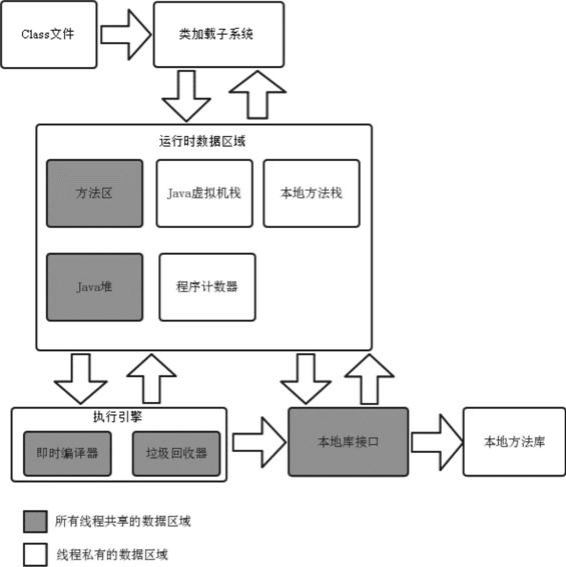 Class文件
类加载子系统
运行时数据区域
方法区
Java虚拟机栈
本地方法栈
Java堆
程序计数器
执行引擎
即时编译器
垃圾回收器
本地库接口
本地方法库
所有线程共享的数据区域
线程私有的数据区域